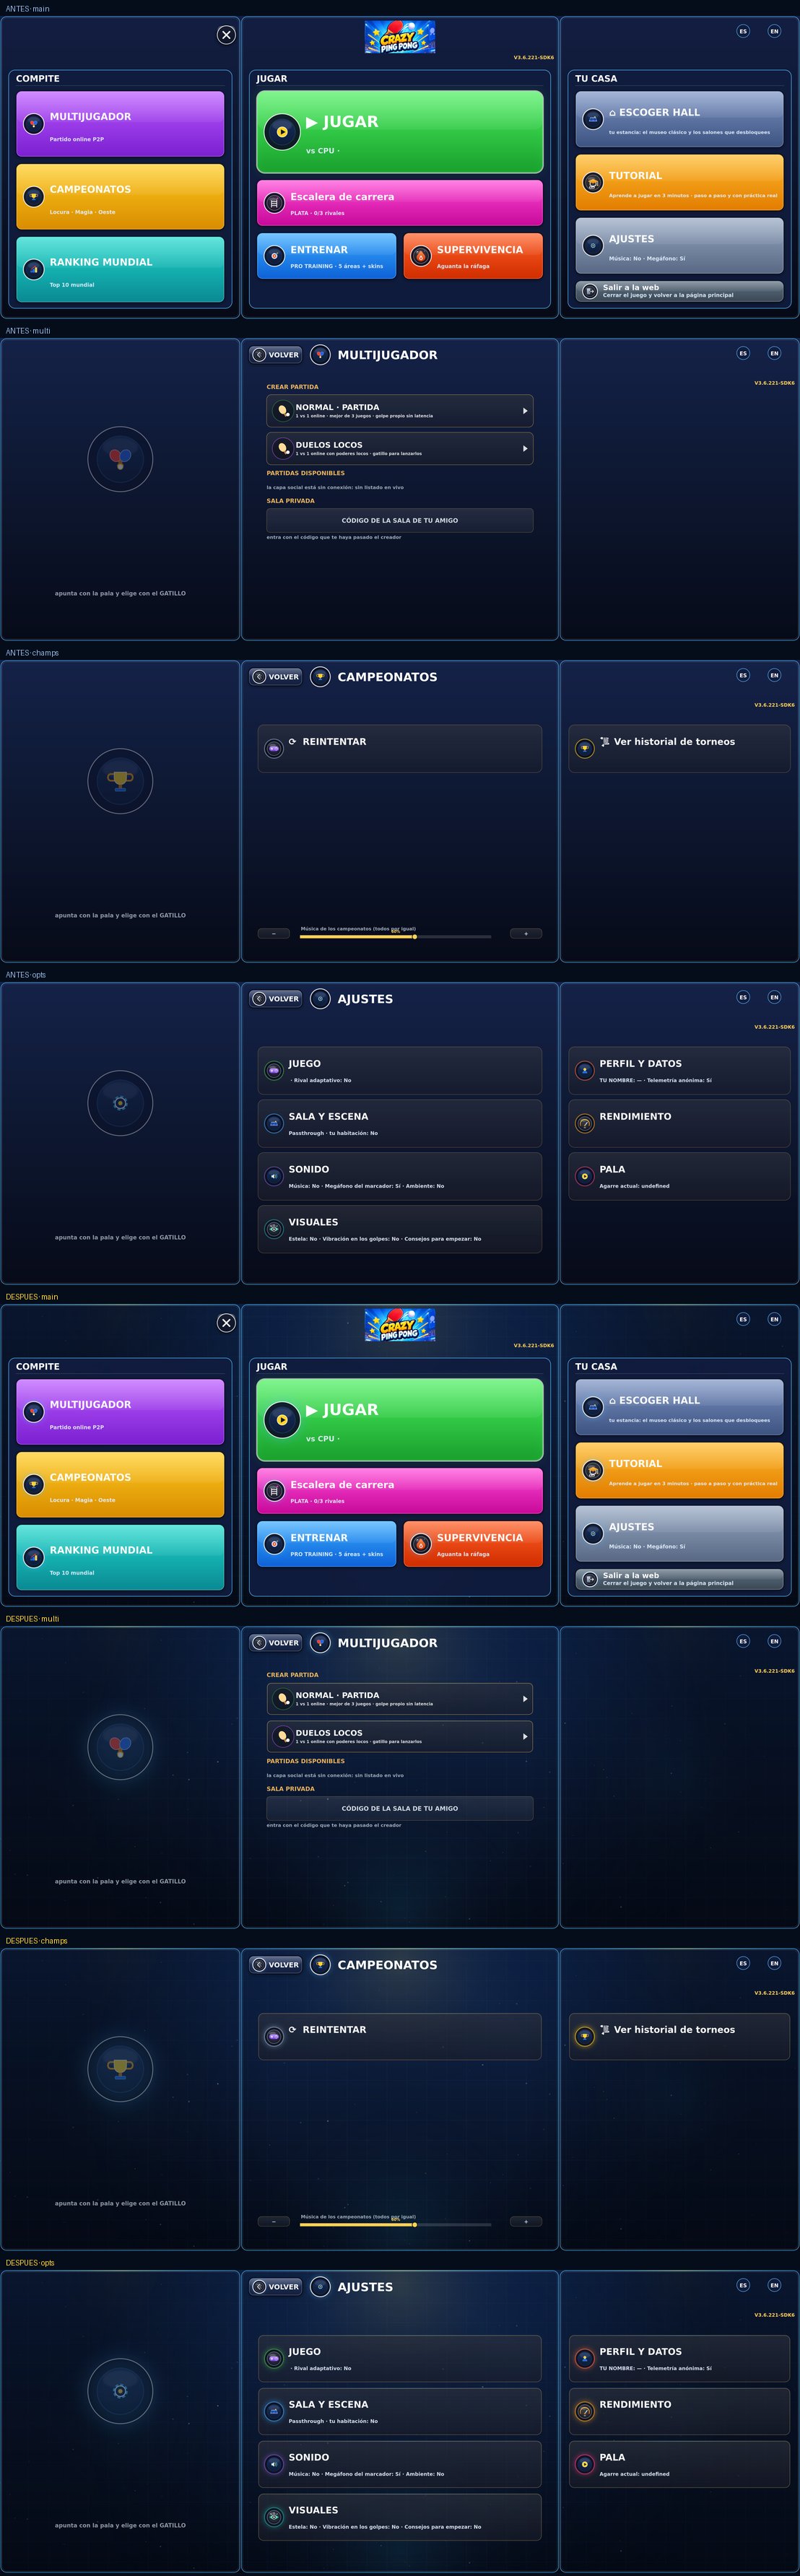 ANTES·main
CRAZY
PING PONG
V3.6.221-SDK6
ES
EN
COMPITE
MULTIJUGADOR
Partido online P2P
CAMPEONATOS
Locura · Magia · Oeste
RANKING MUNDIAL
Top 10 mundial
JUGAR
▶ JUGAR
vs CPU ·
Escalera de carrera
PLATA · 0/3 rivales
ENTRENAR
PRO TRAINING · 5 áreas + skins
SUPERVIVENCIA
Aguanta la ráfaga
TU CASA
⌂ ESCOGER HALL
tu estancia: el museo clásico y los salones que desbloquees
TUTORIAL
Aprende a jugar en 3 minutos · paso a paso y con práctica real
AJUSTES
Música: No · Megáfono: Sí
Salir a la web
Cerrar el juego y volver a la página principal
ANTES·multi
apunta con la pala y elige con el GATILLO
VOLVER
MULTIJUGADOR
CREAR PARTIDA
NORMAL · PARTIDA
1 vs 1 online · mejor de 3 juegos · golpe propio sin latencia
DUELOS LOCOS
1 vs 1 online con poderes locos · gatillo para lanzarlos
PARTIDAS DISPONIBLES
la capa social está sin conexión: sin listado en vivo
SALA PRIVADA
CÓDIGO DE LA SALA DE TU AMIGO
entra con el código que te haya pasado el creador
ES
EN
V3.6.221-SDK6
ANTES·champs
apunta con la pala y elige con el GATILLO
VOLVER
CAMPEONATOS
⟳ REINTENTAR
Música de los campeonatos (todos por igual)
−
+
ES
EN
V3.6.221-SDK6
Ver historial de torneos
ANTES·opts
apunta con la pala y elige con el GATILLO
VOLVER
AJUSTES
JUEGO
· Rival adaptativo: No
SALA Y ESCENA
Passthrough · tu habitación: No
SONIDO
Música: No · Megáfono del marcador: Sí · Ambiente: No
VISUALES
Estela: No · Vibración en los golpes: No · Consejos para empezar: No
ES
EN
V3.6.221-SDK6
PERFIL Y DATOS
TU NOMBRE: — · Telemetría anónima: Sí
RENDIMIENTO
PALA
Agarre actual: undefined
DESPUES·main
CRAZY
PING PONG
V3.6.221-SDK6
ES
EN
COMPITE
MULTIJUGADOR
Partido online P2P
CAMPEONATOS
Locura · Magia · Oeste
RANKING MUNDIAL
Top 10 mundial
JUGAR
▶ JUGAR
vs CPU ·
Escalera de carrera
PLATA · 0/3 rivales
ENTRENAR
PRO TRAINING · 5 áreas + skins
SUPERVIVENCIA
Aguanta la ráfaga
TU CASA
⌂ ESCOGER HALL
tu estancia: el museo clásico y los salones que desbloquees
TUTORIAL
Aprende a jugar en 3 minutos · paso a paso y con práctica real
AJUSTES
Música: No · Megáfono: Sí
Salir a la web
Cerrar el juego y volver a la página principal
DESPUES·multi
apunta con la pala y elige con el GATILLO
VOLVER
MULTIJUGADOR
CREAR PARTIDA
NORMAL · PARTIDA
1 vs 1 online · mejor de 3 juegos · golpe propio sin latencia
DUELOS LOCOS
1 vs 1 online con poderes locos · gatillo para lanzarlos
PARTIDAS DISPONIBLES
la capa social está sin conexión: sin listado en vivo
SALA PRIVADA
CÓDIGO DE LA SALA DE TU AMIGO
entra con el código que te haya pasado el creador
ES
EN
V3.6.221-SDK6
DESPUES·champs
apunta con la pala y elige con el GATILLO
VOLVER
CAMPEONATOS
⟳ REINTENTAR
Música de los campeonatos (todos por igual)
−
+
ES
EN
V3.6.221-SDK6
Ver historial de torneos
DESPUES·opts
apunta con la pala y elige con el GATILLO
VOLVER
AJUSTES
JUEGO
· Rival adaptativo: No
SALA Y ESCENA
Passthrough · tu habitación: No
SONIDO
Música: No · Megáfono del marcador: Sí · Ambiente: No
VISUALES
Estela: No · Vibración en los golpes: No · Consejos para empezar: No
ES
EN
V3.6.221-SDK6
PERFIL Y DATOS
TU NOMBRE: — · Telemetría anónima: Sí
RENDIMIENTO
PALA
Agarre actual: undefined